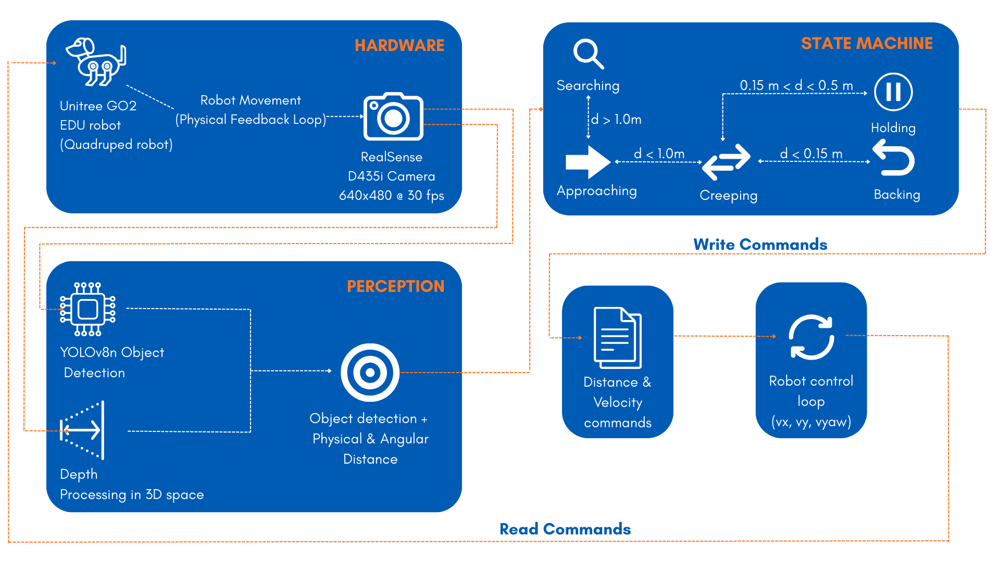 HARDWARE
Unitree GO2
EDU robot
(Quadruped robot)
Robot Movement
(Physical Feedback Loop)
RealSense
D435i Camera
640x480 @ 30 fps
STATE MACHINE
Searching
d > 1.0m
Approaching
d < 1.0m
Creeping
0.15 m < d < 0.5 m
Holding
d < 0.15 m
Backing
PERCEPTION
YOLOv8n Object
Detection
Depth
Processing in 3D space
Object detection +
Physical & Angular
Distance
Write Commands
Distance &
Velocity
commands
Robot control
loop
(vx, vy, vyaw)
Read Commands